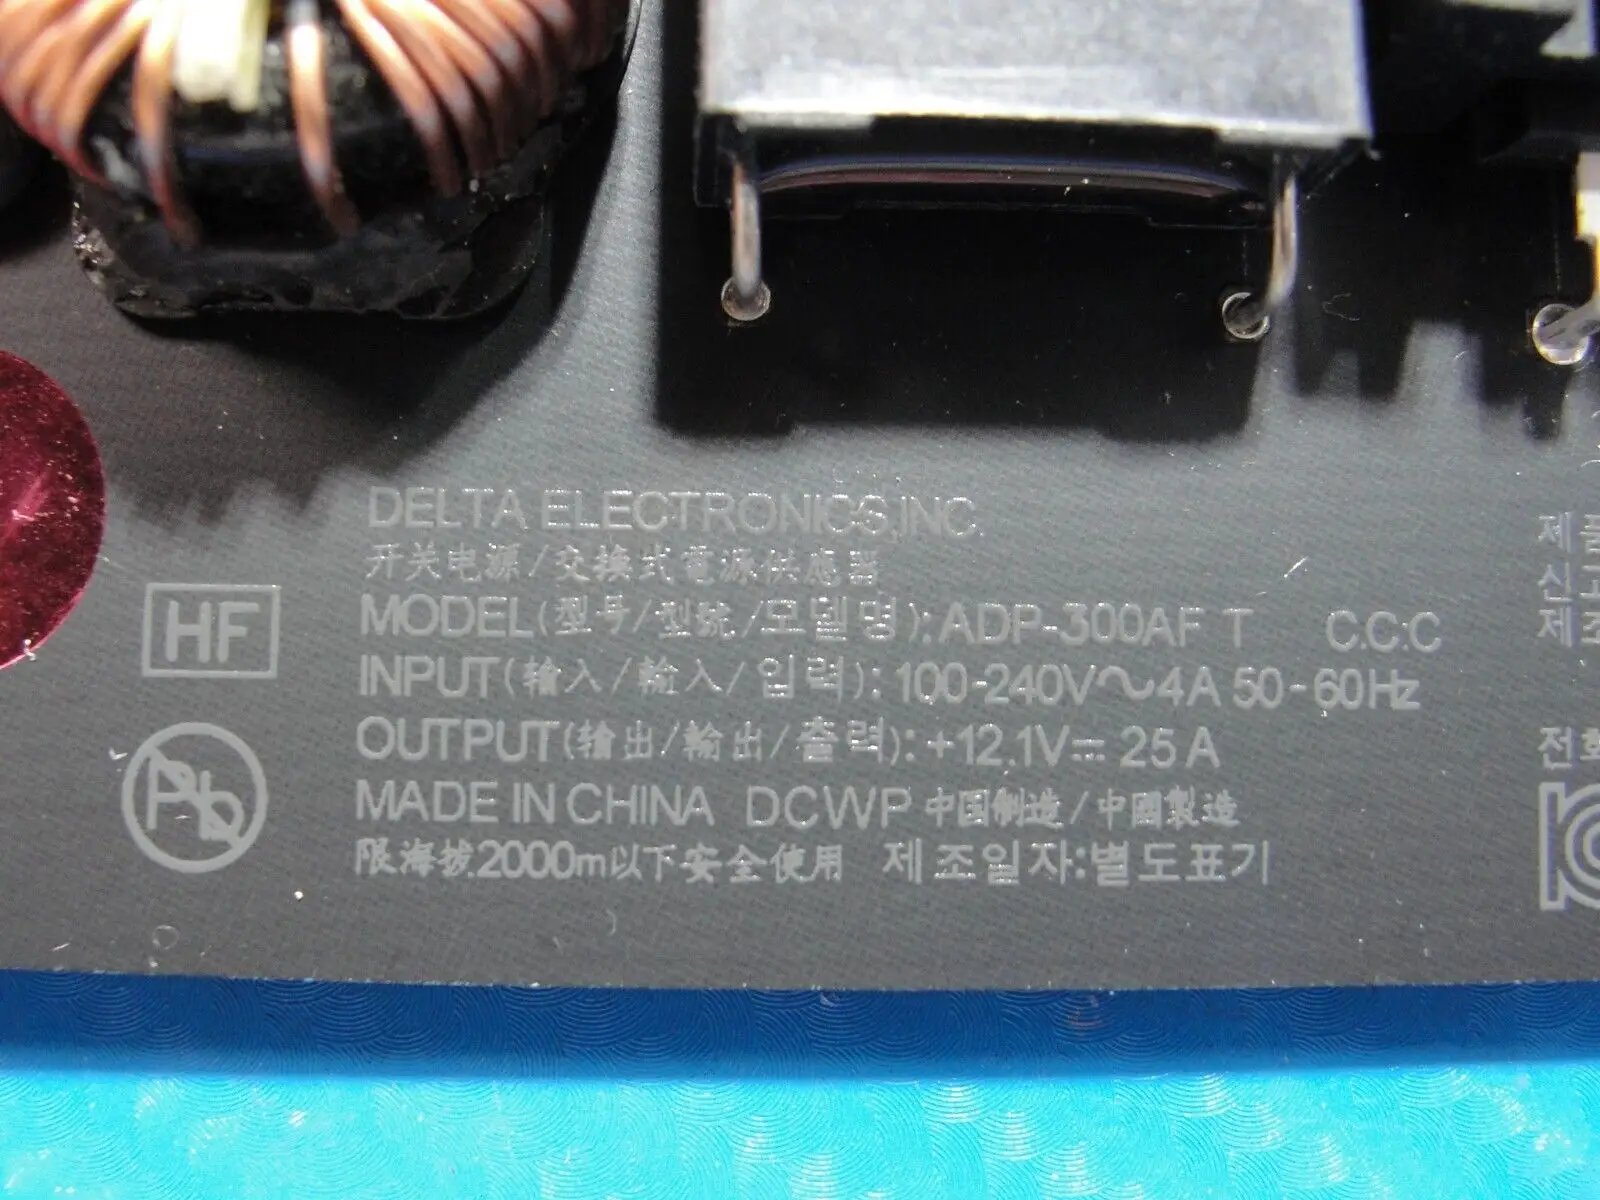 DELTA ELECTRONICS,INC.
开关电源/交换式電源供應器
HF
MODEL(型号/型號/모델명):ADP-300AF T C.C.C
INPUT(输入/輸入/입력):100-240V～4A 50-60Hz
OUTPUT(输出/輸出/출력):+12.1V⎓25A
Pb
MADE IN CHINA DCWP 中国制造/中國製造
限海拔2000m以下安全使用 제조일자:별도표기